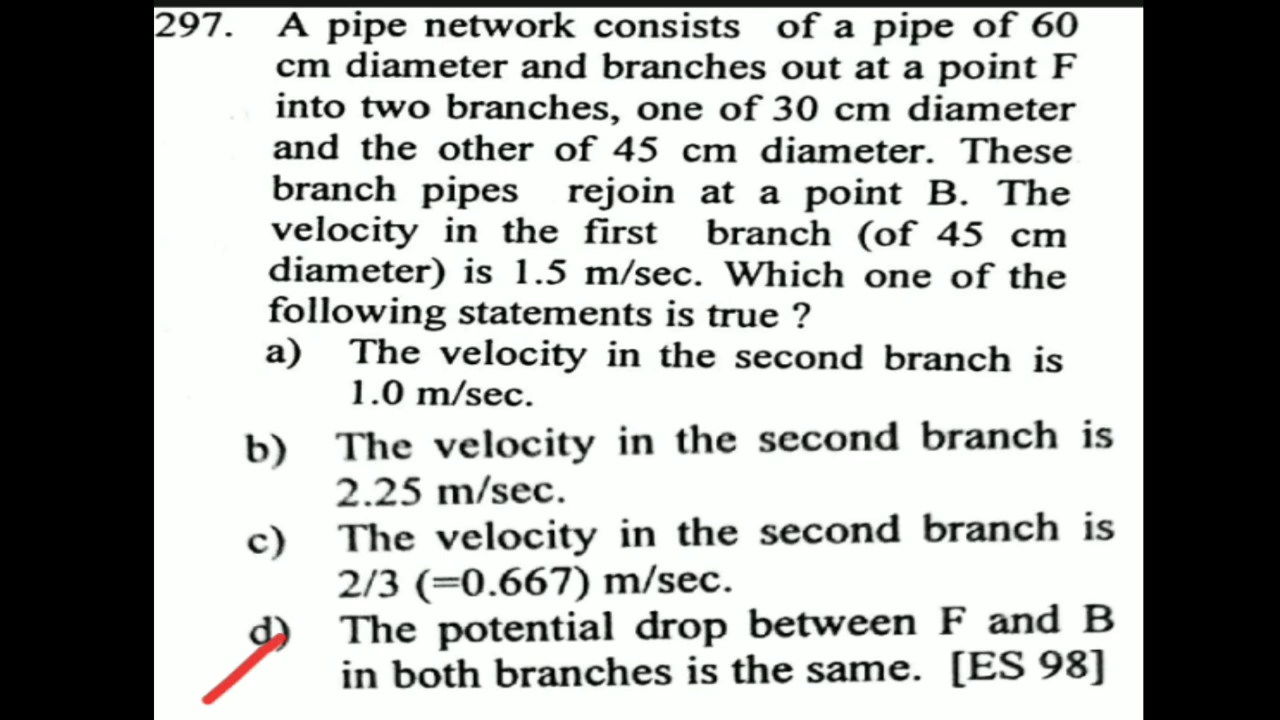 297. A pipe network consists of a pipe of 60
cm diameter and branches out at a point F
into two branches, one of 30 cm diameter
and the other of 45 cm diameter. These
branch pipes rejoin at a point B. The
velocity in the first branch (of 45 cm
diameter) is 1.5 m/sec. Which one of the
following statements is true ?
a) The velocity in the second branch is
1.0 m/sec.
b) The velocity in the second branch is
2.25 m/sec.
c) The velocity in the second branch is
2/3 (=0.667) m/sec.
d) The potential drop between F and B
in both branches is the same. [ES 98]